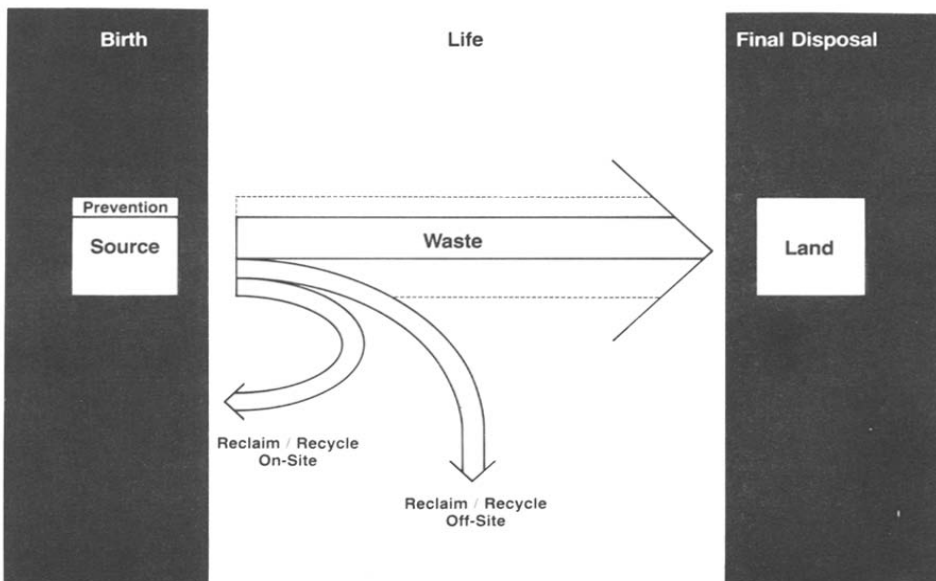 Birth
Life
Final Disposal
Prevention
Source
Waste
Land
Reclaim / Recycle
On-Site
Reclaim / Recycle
Off-Site